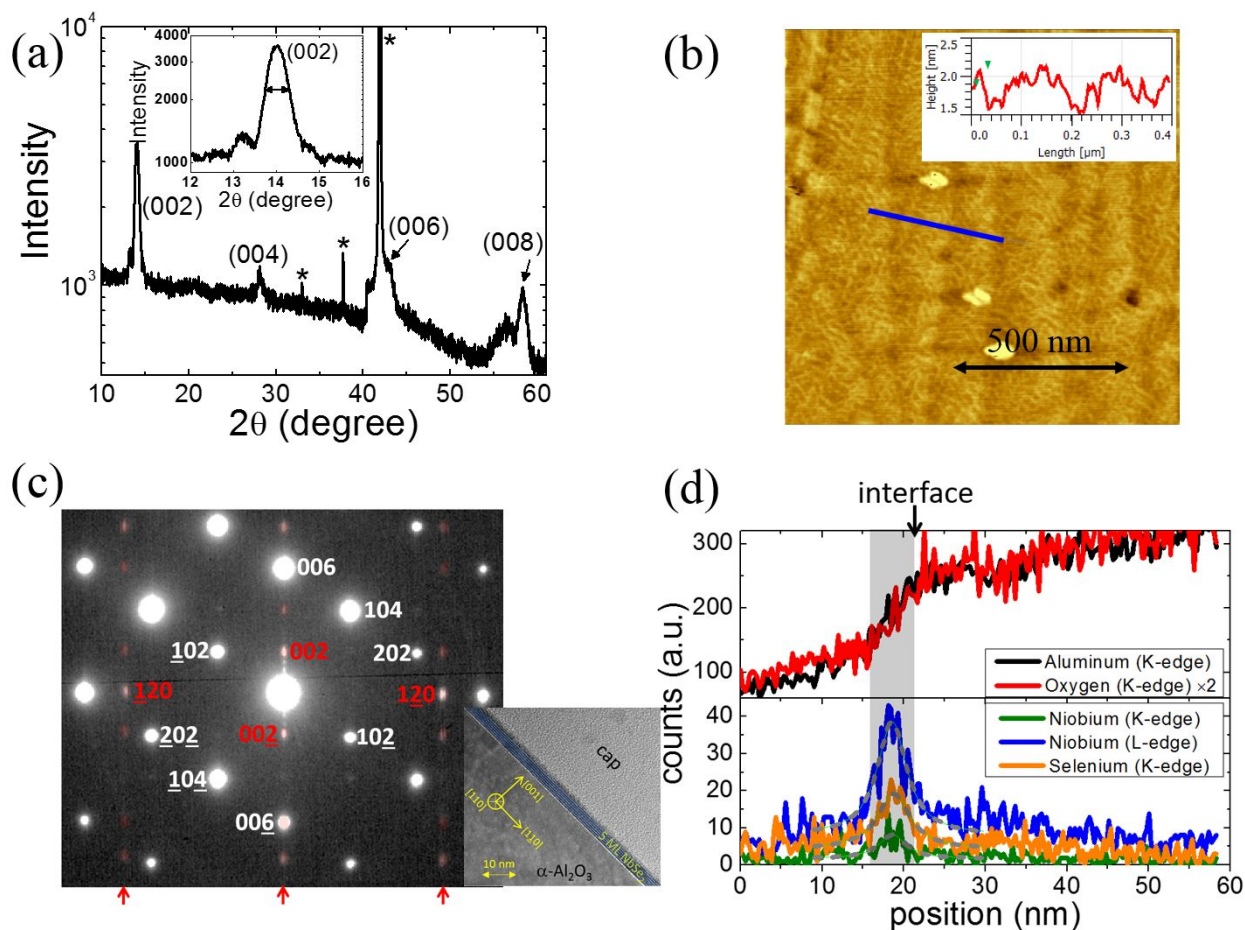 (a)
10^4
10^3
Intensity
10 20 30 40 50 60
2θ (degree)
(002)
(004)
*
*
*
(006)
(008)
4000
3000
2000
1000
Intensity
(002)
12 13 14 15 16
2θ (degree)
(b)
2.5
2.0
1.5
Height [nm]
0.0 0.1 0.2 0.3 0.4
Length [µm]
500 nm
(c)
006
104
102
002
202
120
120
002
202
102
104
006
cap
[001]
[110]
[110]
5 ML NbSe2
10 nm
α-Al2O3
(d)
interface
300
200
100
Aluminum (K-edge)
Oxygen (K-edge) ×2
40
30
20
10
0
Niobium (K-edge)
Niobium (L-edge)
Selenium (K-edge)
counts (a.u.)
0 10 20 30 40 50 60
position (nm)